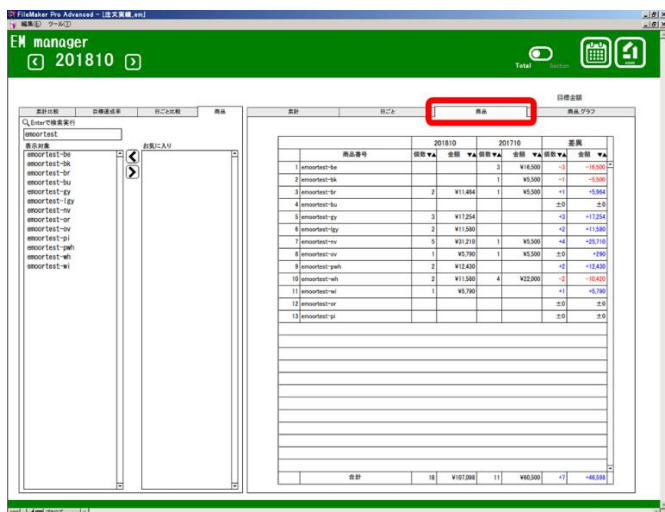 FileMaker Pro Advanced - [注文実績_em]
編集(E) ツール(T)
EM manager
201810
Total Section
目標金額
累計比較 目標達成率 日ごと比較 商品
累計 日ごと 商品 商品グラフ
Enterで検索実行
emoortest
表示対象 お気に入り
emoortest-be
emoortest-bk
emoortest-br
emoortest-bu
emoortest-gy
emoortest-lgy
emoortest-nv
emoortest-or
emoortest-ov
emoortest-pi
emoortest-pwh
emoortest-wh
emoortest-wi
201810 201710 差異
商品番号 個数▼▲ 金額 ▼▲ 個数▼▲ 金額 ▼▲ 個数▼▲ 金額 ▼▲
1 emoortest-be 3 ¥16,500 -3 -16,500
2 emoortest-bk 1 ¥5,500 -1 -5,500
3 emoortest-br 2 ¥11,464 1 ¥5,500 +1 +5,964
4 emoortest-bu ±0 ±0
5 emoortest-gy 3 ¥17,254 +3 +17,254
6 emoortest-lgy 2 ¥11,580 +2 +11,580
7 emoortest-nv 5 ¥31,210 1 ¥5,500 +4 +25,710
8 emoortest-ov 1 ¥5,790 1 ¥5,500 ±0 +290
9 emoortest-pwh 2 ¥12,430 +2 +12,430
10 emoortest-wh 2 ¥11,580 4 ¥22,000 -2 -10,420
11 emoortest-wi 1 ¥5,790 +1 +5,790
12 emoortest-or ±0 ±0
13 emoortest-pi ±0 ±0
合計 18 ¥107,098 11 ¥60,500 +7 +46,598